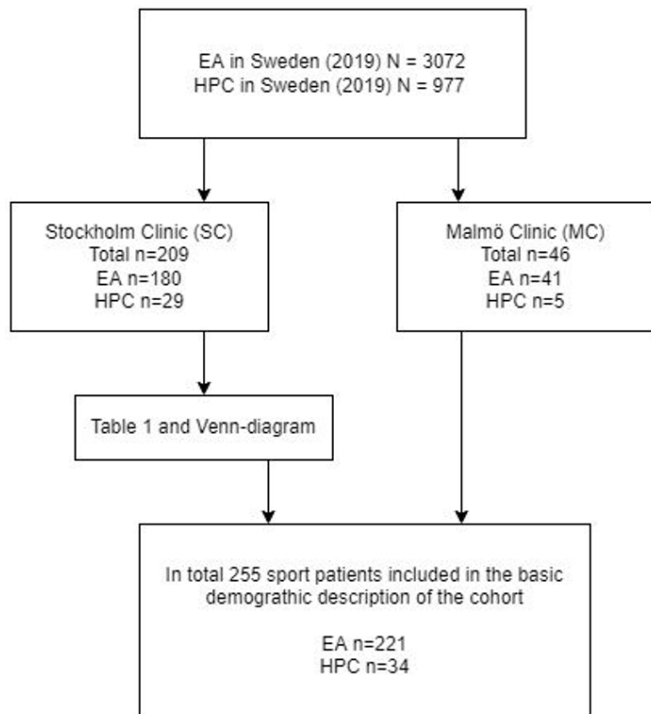 EA in Sweden (2019) N = 3072
HPC in Sweden (2019) N = 977
Stockholm Clinic (SC)
Total n=209
EA n=180
HPC n=29
Malmö Clinic (MC)
Total n=46
EA n=41
HPC n=5
Table 1 and Venn-diagram
In total 255 sport patients included in the basic
demograthic description of the cohort
EA n=221
HPC n=34